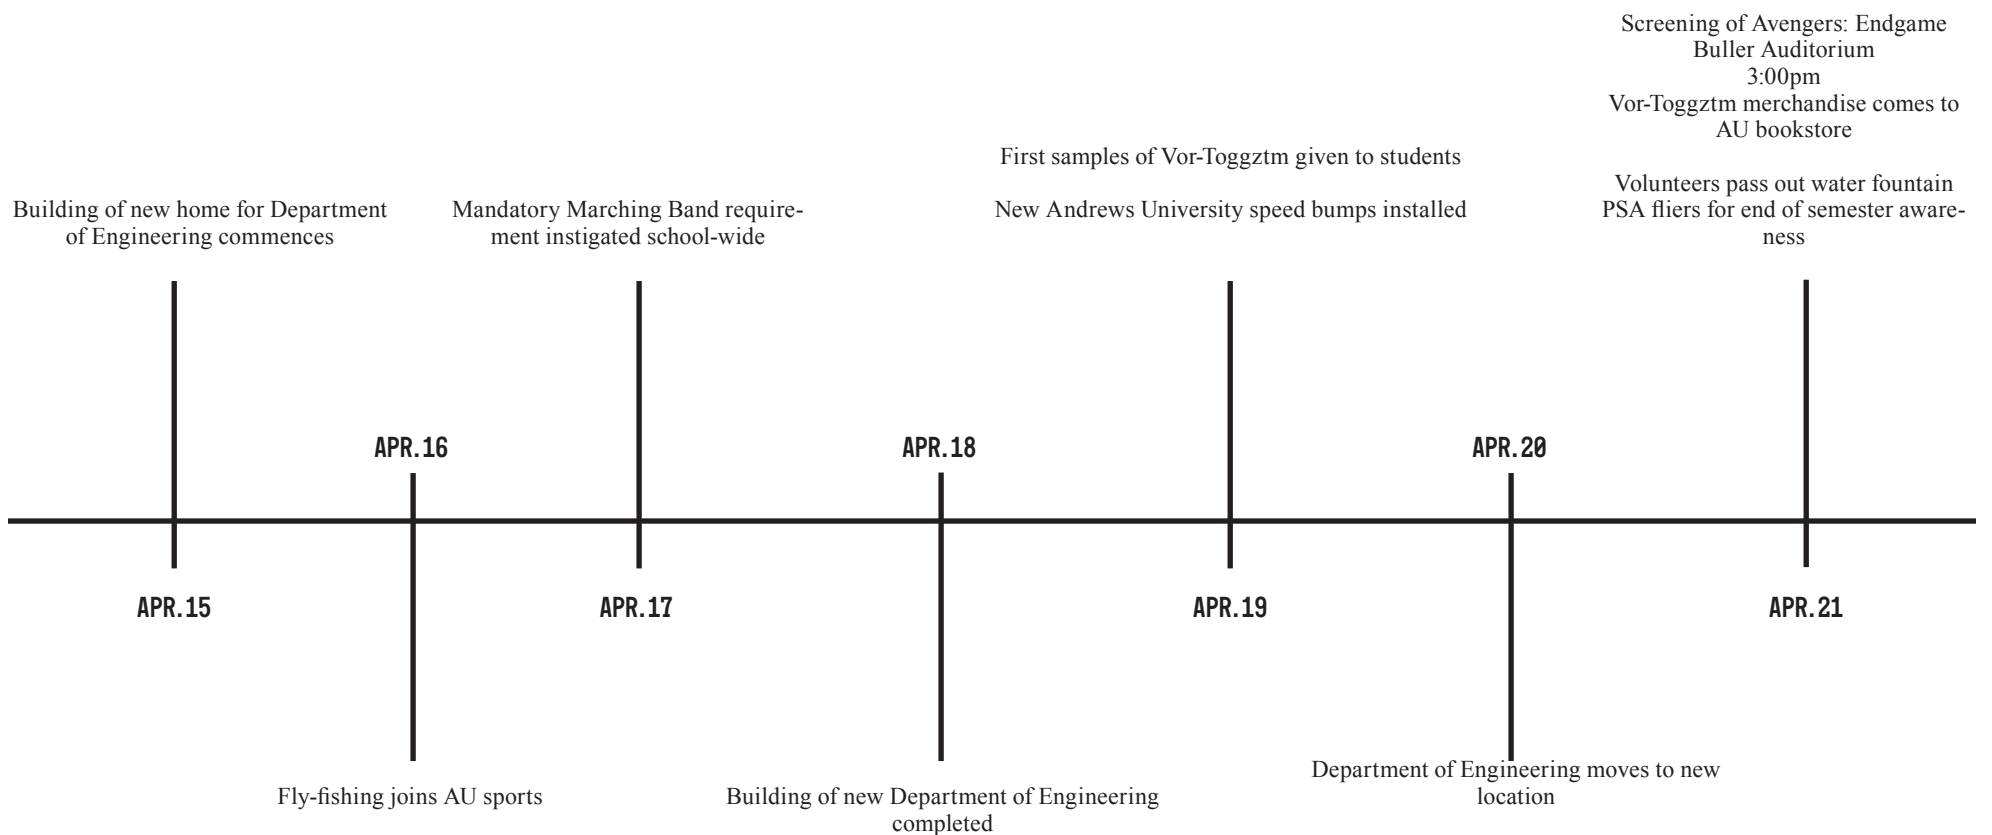 Screening of Avengers: Endgame
Buller Auditorium
3:00pm
Vor-Toggztm merchandise comes to
AU bookstore
Volunteers pass out water fountain
PSA fliers for end of semester aware-
ness
First samples of Vor-Toggztm given to students
New Andrews University speed bumps installed
Building of new home for Department
of Engineering commences
Mandatory Marching Band require-
ment instigated school-wide
APR.16
APR.18
APR.20
APR.15
APR.17
APR.19
APR.21
Fly-fishing joins AU sports
Building of new Department of Engineering
completed
Department of Engineering moves to new
location